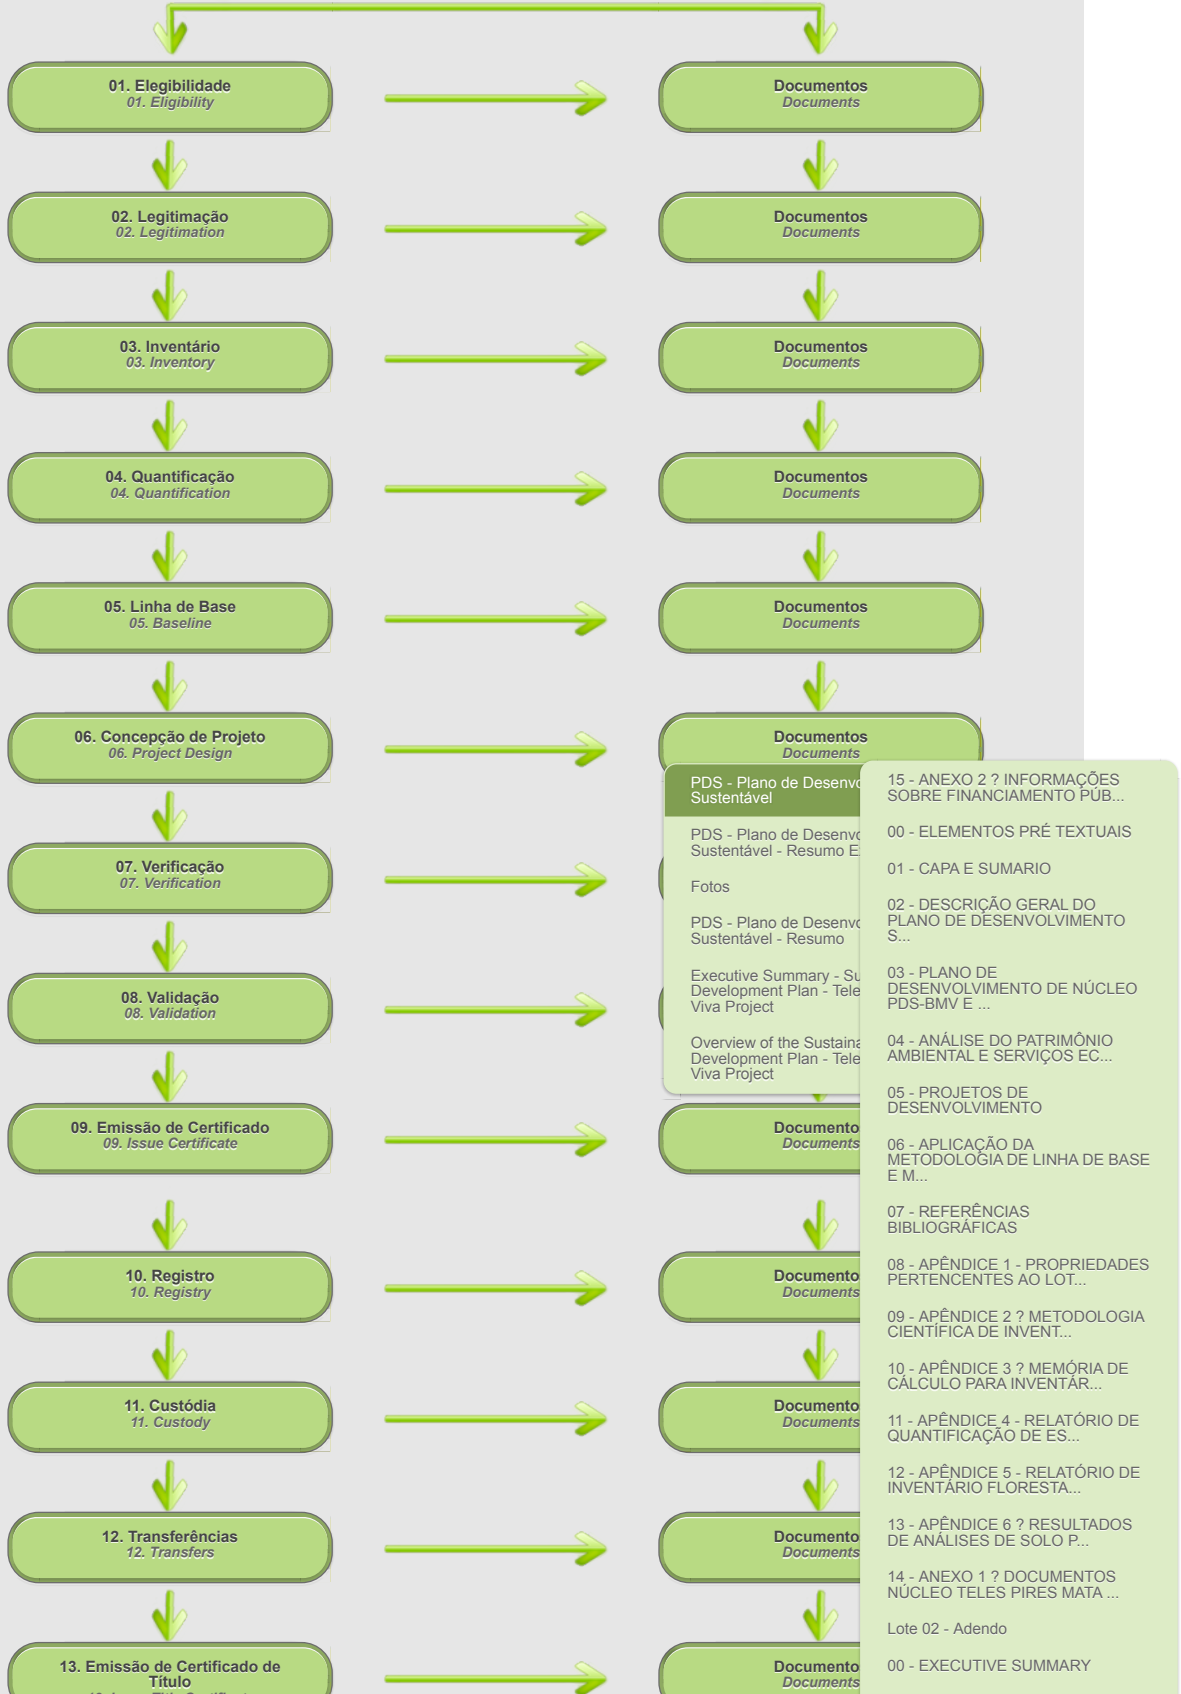 01. Elegibilidade
01. Eligibility
Documentos
Documents
02. Legitimação
02. Legitimation
Documentos
Documents
03. Inventário
03. Inventory
Documentos
Documents
04. Quantificação
04. Quantification
Documentos
Documents
05. Linha de Base
05. Baseline
Documentos
Documents
06. Concepção de Projeto
06. Project Design
Documentos
Documents
07. Verificação
07. Verification
08. Validação
08. Validation
09. Emissão de Certificado
09. Issue Certificate
Documento
Documents
10. Registro
10. Registry
Documento
Documents
11. Custódia
11. Custody
Documento
Documents
12. Transferências
12. Transfers
Documento
Documents
13. Emissão de Certificado de
Título
Documento
Documents
PDS - Plano de Desenvo
Sustentável
PDS - Plano de Desenvo
Sustentável - Resumo E
Fotos
PDS - Plano de Desenvo
Sustentável - Resumo
Executive Summary - Su
Development Plan - Tele
Viva Project
Overview of the Sustaina
Development Plan - Tele
Viva Project
15 - ANEXO 2 ? INFORMAÇÕES
SOBRE FINANCIAMENTO PÚB...
00 - ELEMENTOS PRÉ TEXTUAIS
01 - CAPA E SUMARIO
02 - DESCRIÇÃO GERAL DO
PLANO DE DESENVOLVIMENTO
S...
03 - PLANO DE
DESENVOLVIMENTO DE NÚCLEO
PDS-BMV E ...
04 - ANÁLISE DO PATRIMÔNIO
AMBIENTAL E SERVIÇOS EC...
05 - PROJETOS DE
DESENVOLVIMENTO
06 - APLICAÇÃO DA
METODOLOGIA DE LINHA DE BASE
E M...
07 - REFERÊNCIAS
BIBLIOGRÁFICAS
08 - APÊNDICE 1 - PROPRIEDADES
PERTENCENTES AO LOT...
09 - APÊNDICE 2 ? METODOLOGIA
CIENTÍFICA DE INVENT...
10 - APÊNDICE 3 ? MEMÓRIA DE
CÁLCULO PARA INVENTÁR...
11 - APÊNDICE 4 - RELATÓRIO DE
QUANTIFICAÇÃO DE ES...
12 - APÊNDICE 5 - RELATÓRIO DE
INVENTÁRIO FLORESTA...
13 - APÊNDICE 6 ? RESULTADOS
DE ANÁLISES DE SOLO P...
14 - ANEXO 1 ? DOCUMENTOS
NÚCLEO TELES PIRES MATA ...
Lote 02 - Adendo
00 - EXECUTIVE SUMMARY